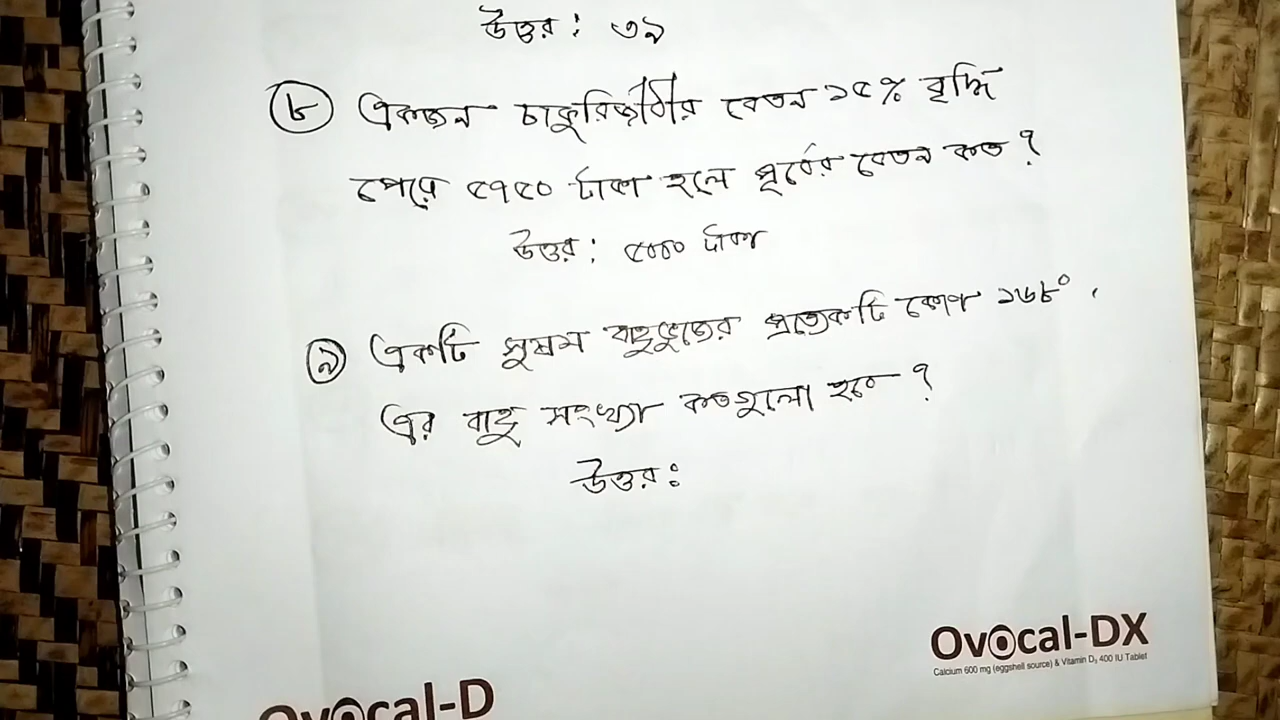 উত্তর: ৩৯
৮ একজন চাকুরিজীবীর বেতন ১৫% বৃদ্ধি
পেয়ে ৫৭৫০ টাকা হলে পূর্বের বেতন কত?
উত্তর: ৫০০০ টাকা
৯ একটি সুষম বহুভুজের প্রত্যেকটি কোণ ১৬৮°,
এর বাহু সংখ্যা কতগুলো হবে?
উত্তর:
Ovocal-DX
Calcium 600 mg (eggshell source) & Vitamin D₃ 400 IU Tablet
Ovocal-D